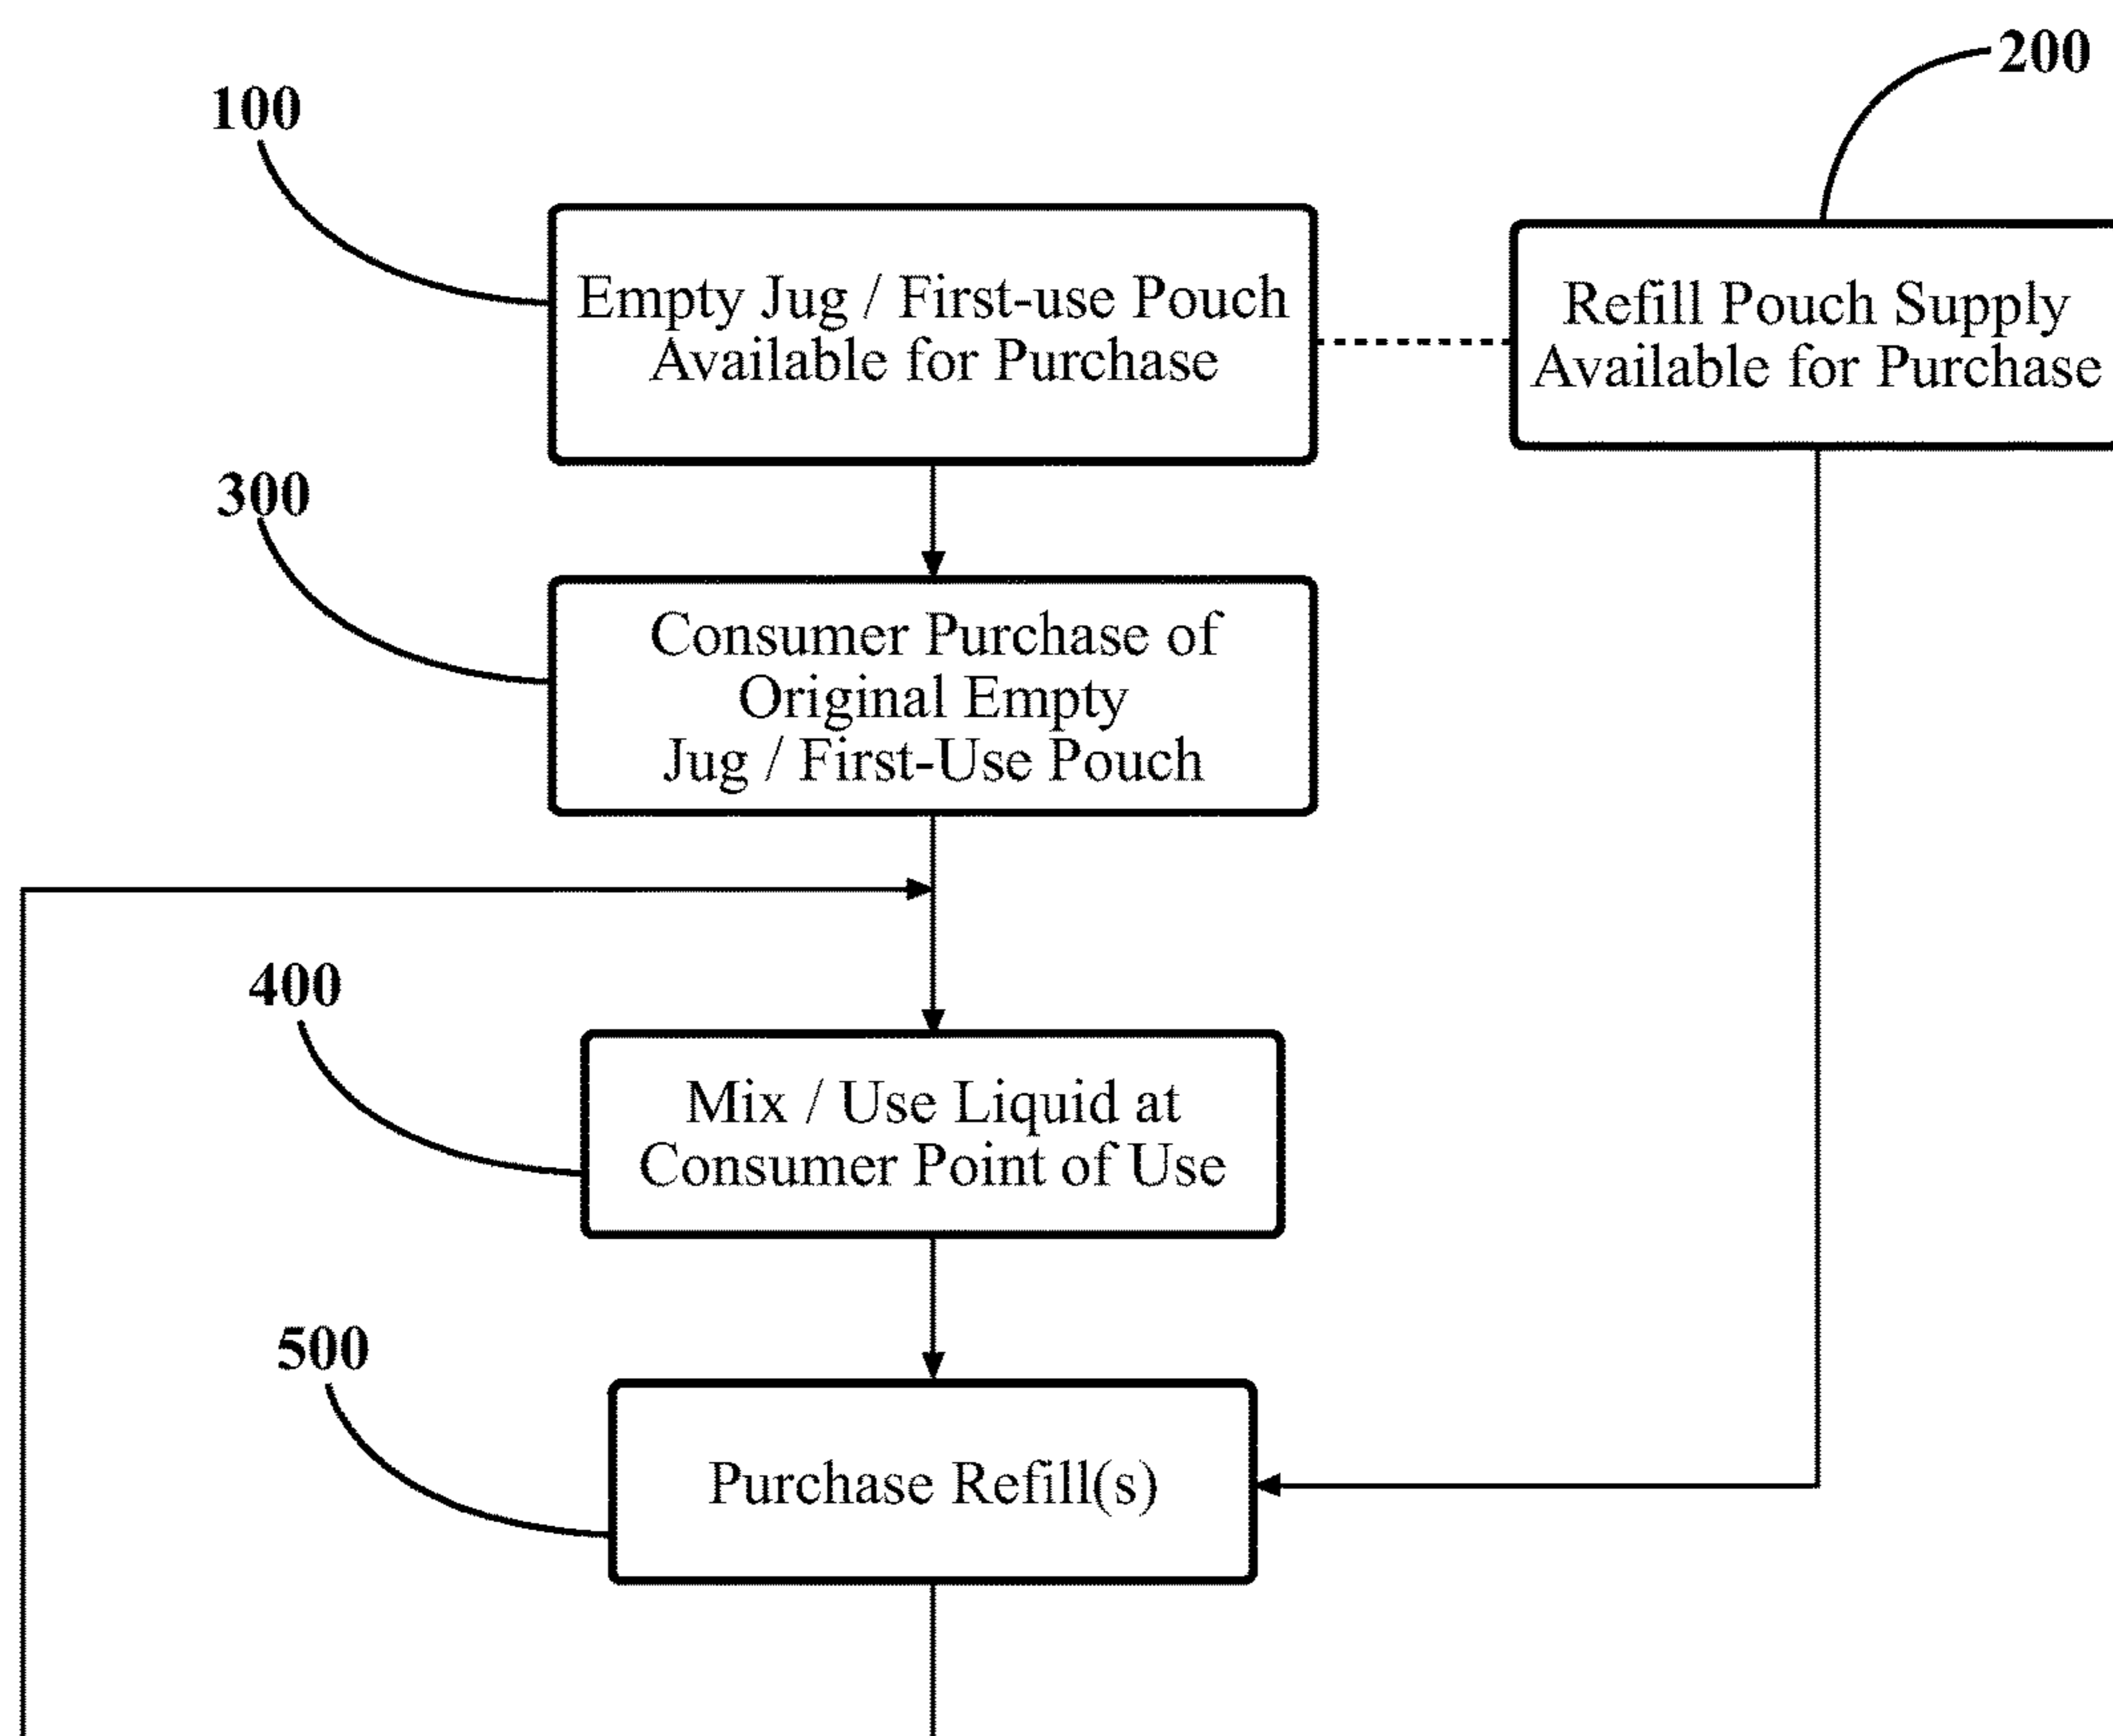 200
100
Empty Jug / First-use Pouch
Available for Purchase
Refill Pouch Supply
Available for Purchase
300
Consumer Purchase of
Original Empty
Jug / First-Use Pouch
400
Mix / Use Liquid at
Consumer Point of Use
500
Purchase Refill(s)